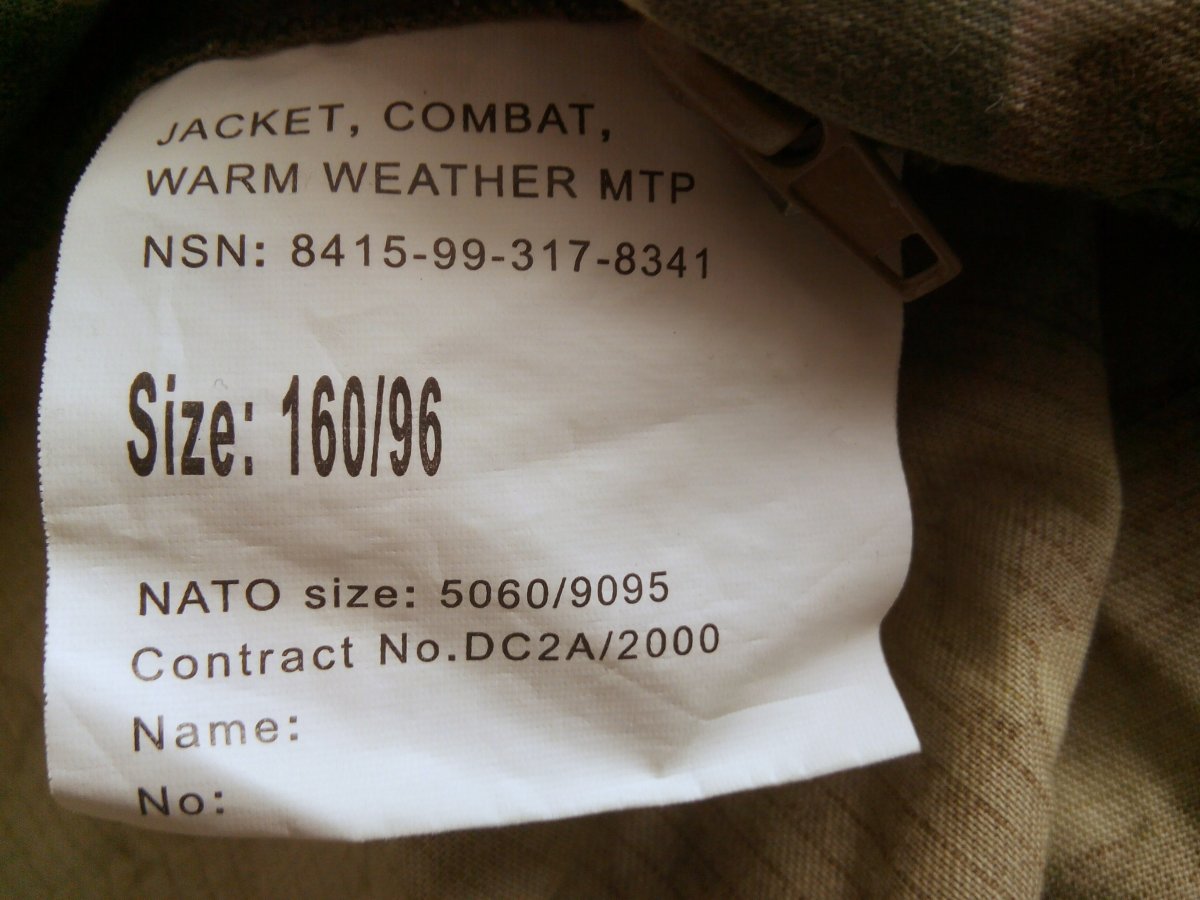 JACKET, COMBAT,
WARM WEATHER MTP
NSN: 8415-99-317-8341
Size: 160/96
NATO size: 5060/9095
Contract No.DC2A/2000
Name:
No: